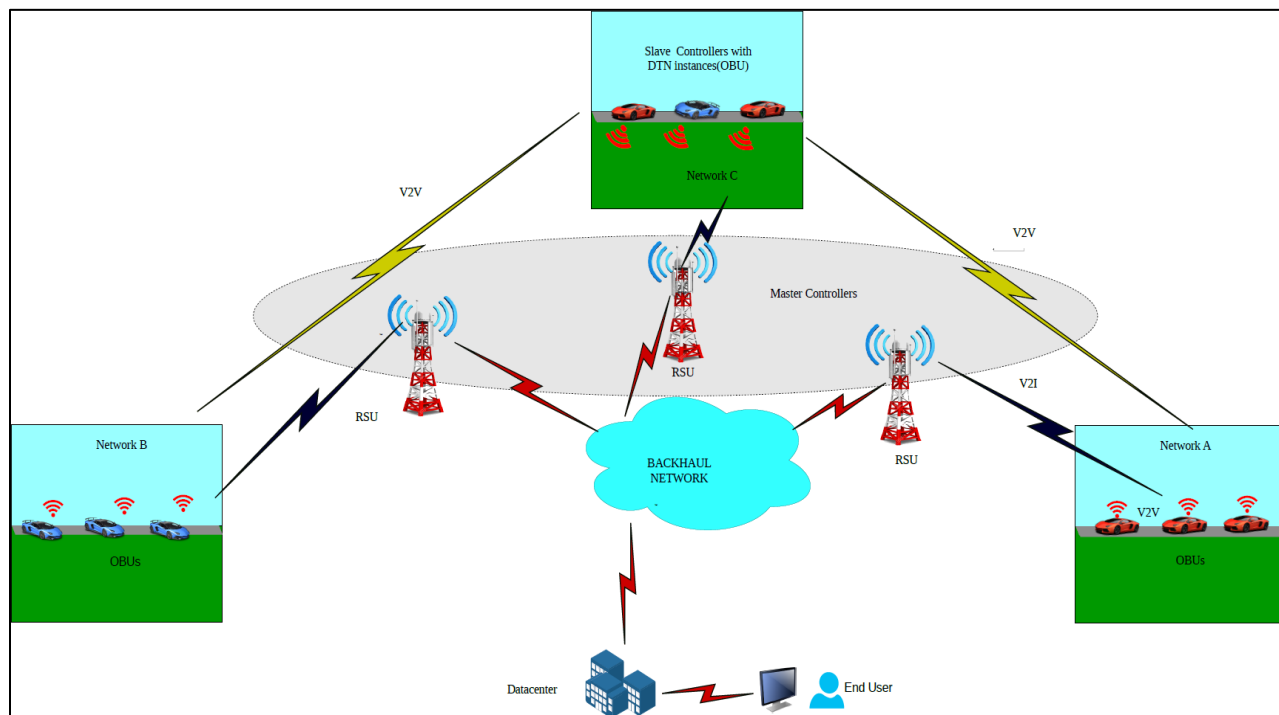 Slave  Controllers with
DTN instances(OBU)
Network C
V2V
V2V
Master Controllers
RSU
V2I
RSU
RSU
Network B
Network A
BACKHAUL
NETWORK
V2V
OBUs
OBUs
Datacenter
End User